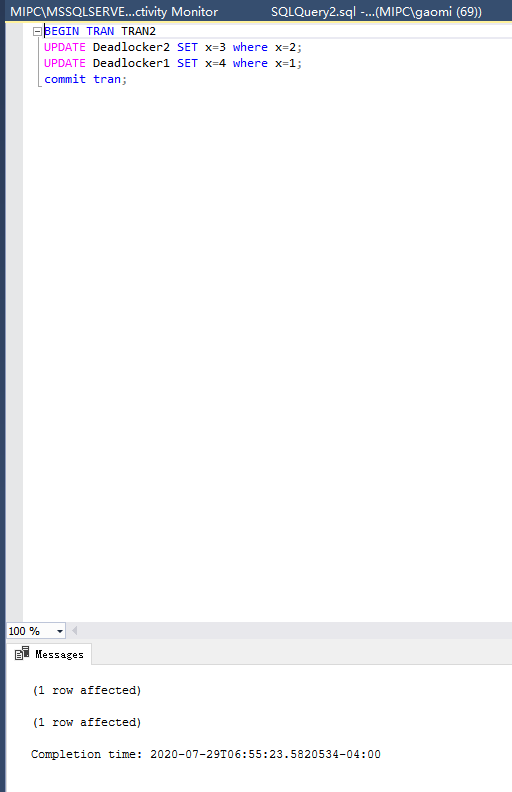 MIPC\MSSQLSERVE...ctivity Monitor SQLQuery2.sql -...(MIPC\gaomi (69))
BEGIN TRAN TRAN2
UPDATE Deadlocker2 SET x=3 where x=2;
UPDATE Deadlocker1 SET x=4 where x=1;
commit tran;
100 %
Messages
(1 row affected)
(1 row affected)
Completion time: 2020-07-29T06:55:23.5820534-04:00